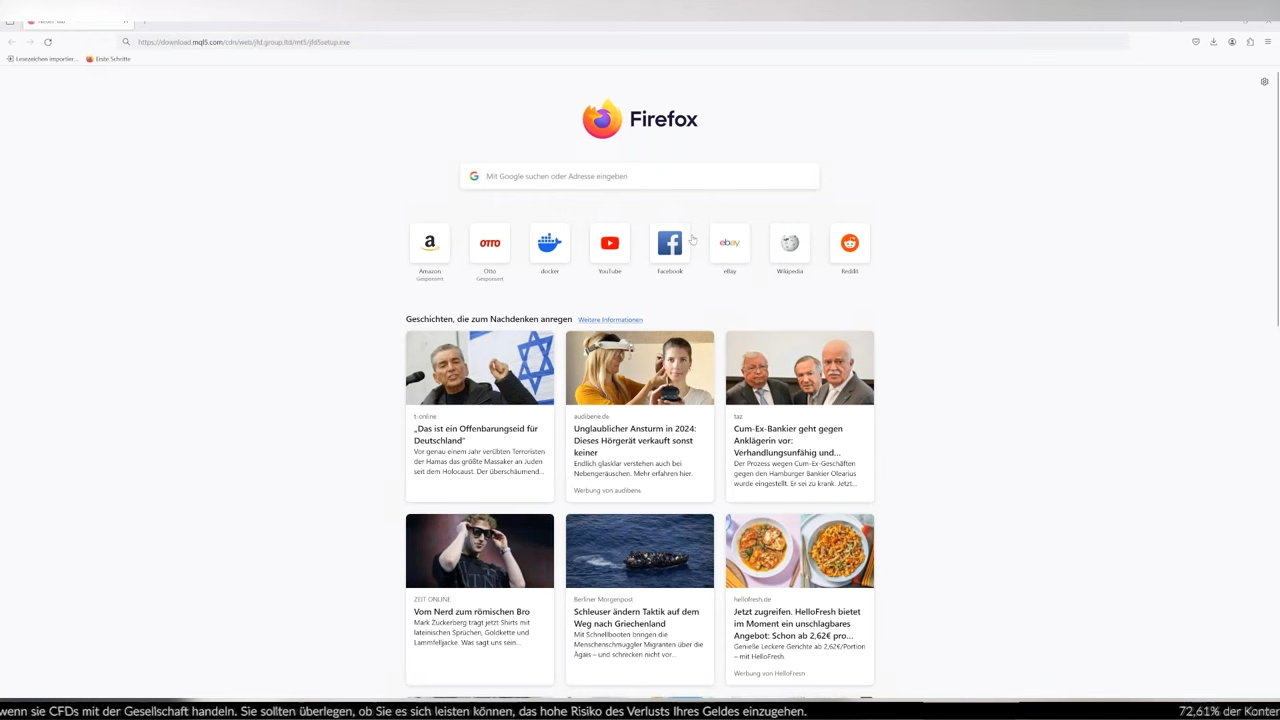 https://download.mql5.com/cdn/web/jfd.group.ltd/mt5/jfd5setup.exe
Lesezeichen importier... Erste Schritte
Firefox
Mit Google suchen oder Adresse eingeben
a OTTO ebay
Amazon Otto docker YouTube Facebook eBay Wikipedia Reddit
Gesponsert Gesponsert
Geschichten, die zum Nachdenken anregen Weitere Informationen
t-online
„Das ist ein Offenbarungseid für
Deutschland“
Vor genau einem Jahr verübten Terroristen
der Hamas das größte Massaker an Juden
seit dem Holocaust. Der überschäumend...
audibene.de
Unglaublicher Ansturm in 2024:
Dieses Hörgerät verkauft sonst
keiner
Endlich glasklar verstehen auch bei
Nebengeräuschen. Mehr erfahren hier.
Werbung von audibene
taz
Cum-Ex-Bankier geht gegen
Anklägerin vor:
Verhandlungsunfähig und...
Der Prozess wegen Cum-Ex-Geschäften
gegen den Hamburger Bankier Olearius
wurde eingestellt. Er sei zu krank. Jetzt...
ZEIT ONLINE
Vom Nerd zum römischen Bro
Mark Zuckerberg trägt jetzt Shirts mit
lateinischen Sprüchen, Goldkette und
Lammfelljacke. Was sagt uns sein...
Berliner Morgenpost
Schleuser ändern Taktik auf dem
Weg nach Griechenland
Mit Schnellbooten bringen die
Menschenschmuggler Migranten über die
Ägäis – und schrecken nicht vor...
hellofresh.de
Jetzt zugreifen. HelloFresh bietet
im Moment ein unschlagbares
Angebot: Schon ab 2,62€ pro...
Genielle Leckere Gerichte ab 2,62€/Portion
– mit HelloFresh.
Werbung von HelloFresh
wenn sie CFDs mit der Gesellschaft handeln. Sie sollten überlegen, ob Sie es sich leisten können, das hohe Risiko des Verlusts Ihres Geldes einzugehen. 72,61% der Konten